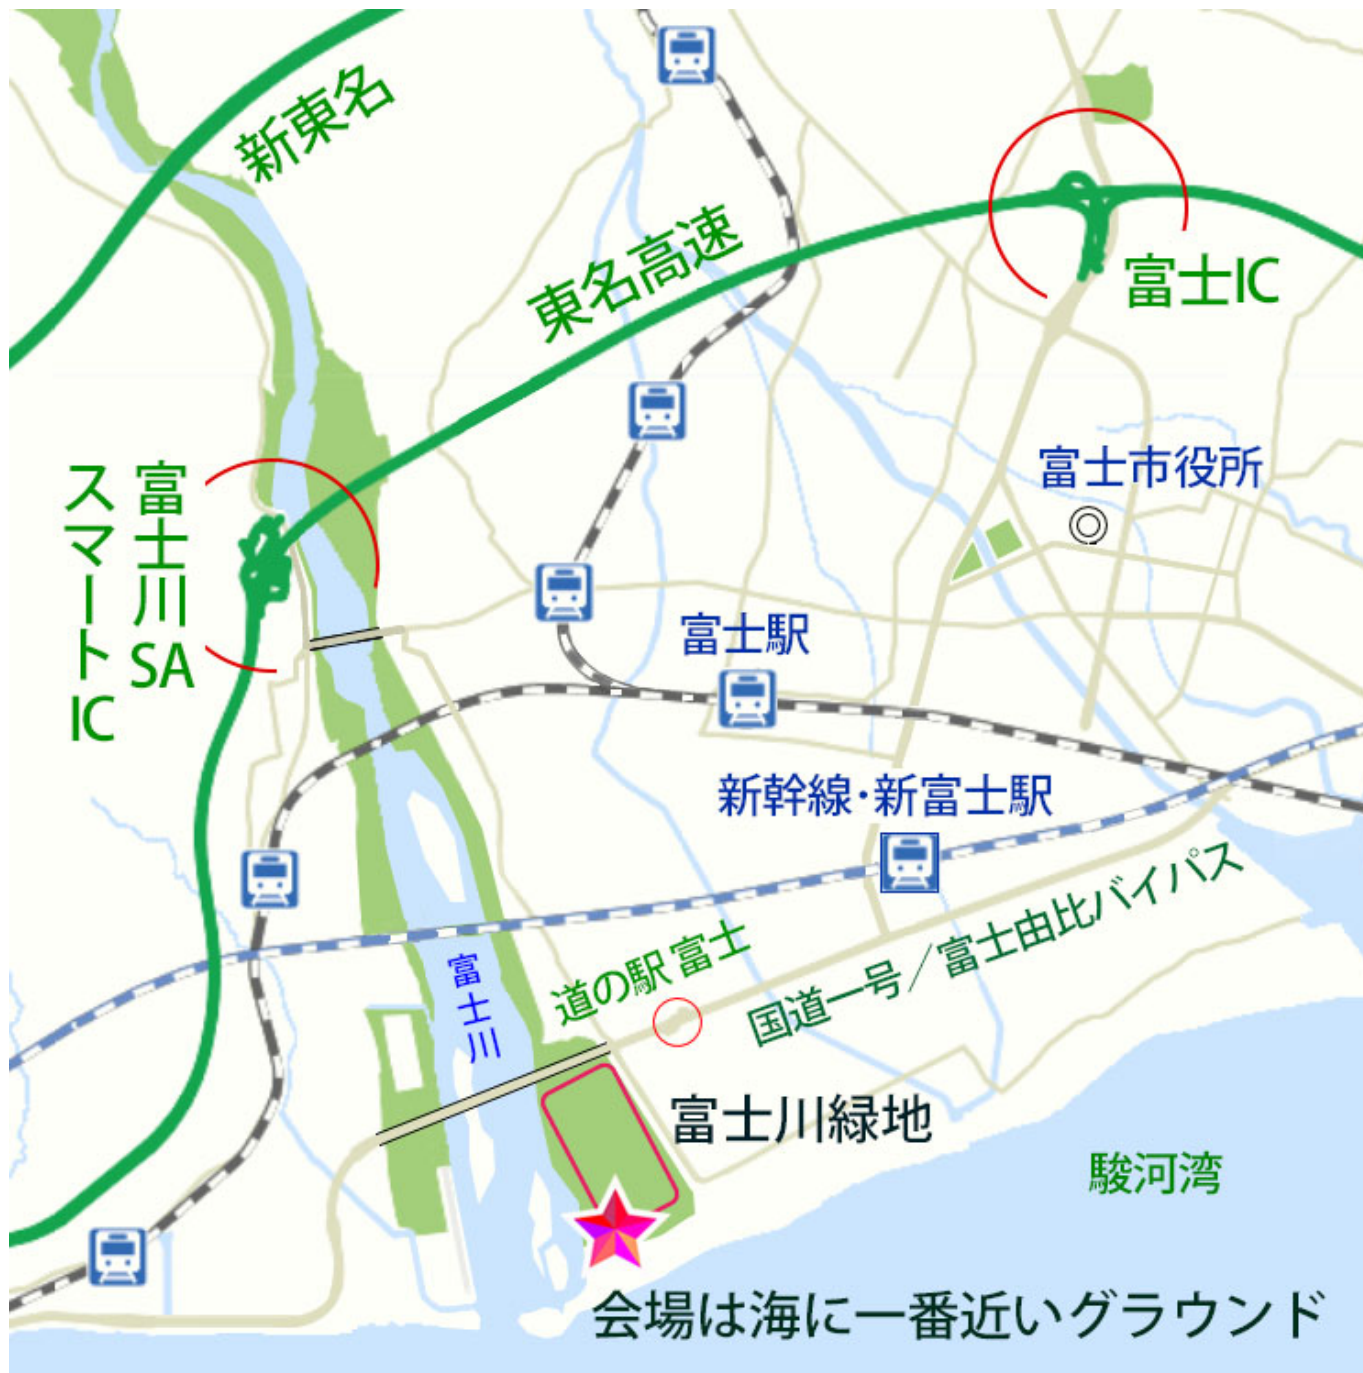 新東名
東名高速
富士IC
富士川SA
スマートIC
富士市役所
富士駅
新幹線・新富士駅
国道一号／富士由比バイパス
道の駅 富士
富士川
富士川緑地
駿河湾
会場は海に一番近いグラウンド